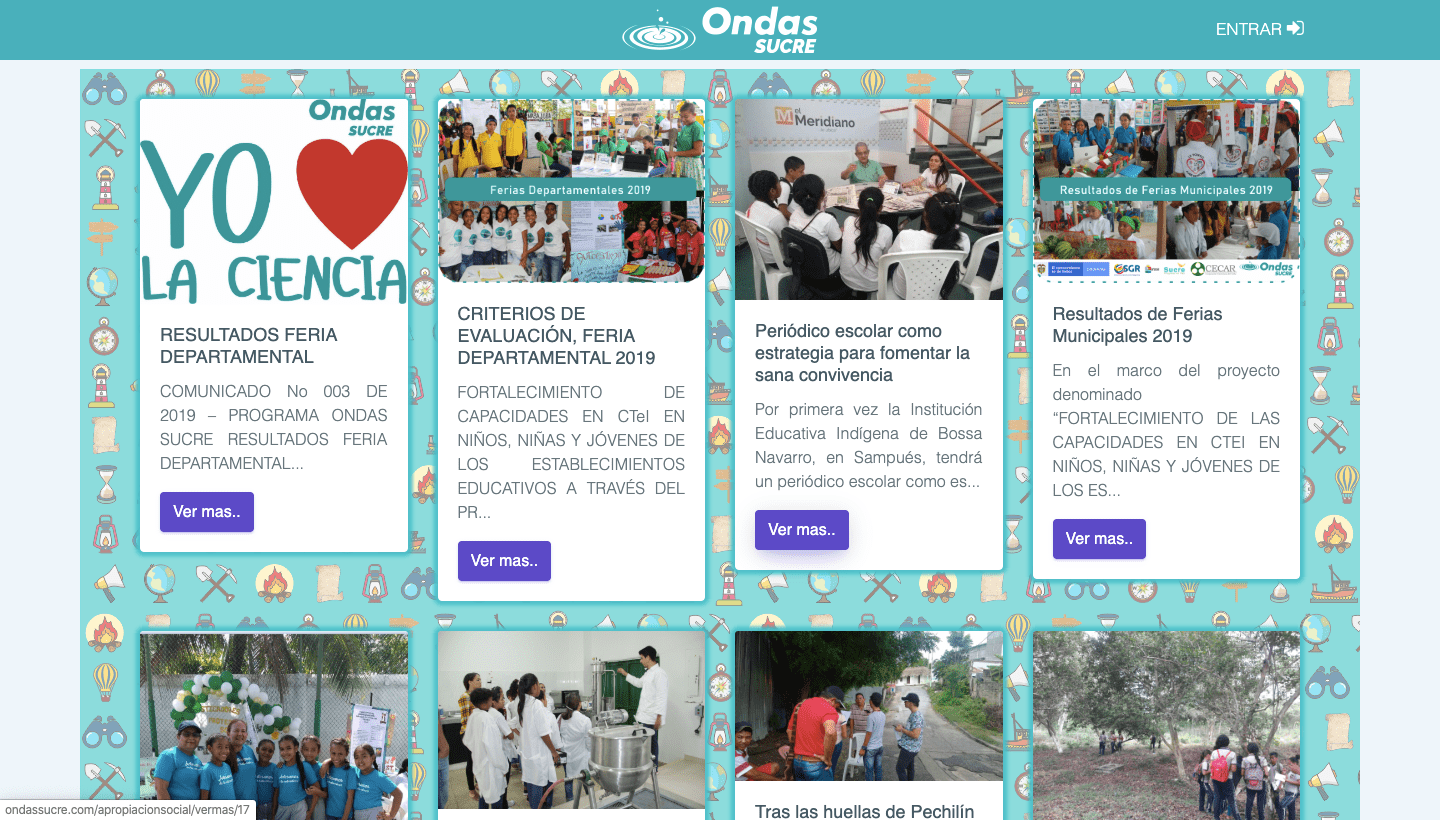 Ondas
SUCRE
ENTRAR
Ondas
SUCRE
YO
LA CIENCIA
RESULTADOS FERIA
DEPARTAMENTAL
COMUNICADO No 003 DE
2019 – PROGRAMA ONDAS
SUCRE RESULTADOS FERIA
DEPARTAMENTAL...
Ver mas..
Ferias Departamentales 2019
CRITERIOS DE
EVALUACIÓN, FERIA
DEPARTAMENTAL 2019
FORTALECIMIENTO DE
CAPACIDADES EN CTeI EN
NIÑOS, NIÑAS Y JÓVENES DE
LOS ESTABLECIMIENTOS
EDUCATIVOS A TRAVÉS DEL
PR...
Ver mas..
el
Meridiano
Periódico escolar como
estrategia para fomentar la
sana convivencia
Por primera vez la Institución
Educativa Indígena de Bossa
Navarro, en Sampués, tendrá
un periódico escolar como es...
Ver mas..
Resultados de Ferias Municipales 2019
SGR
Sucre
CECAR
Ondas
SUCRE
Resultados de Ferias
Municipales 2019
En el marco del proyecto
denominado
“FORTALECIMIENTO DE LAS
CAPACIDADES EN CTEI EN
NIÑOS, NIÑAS Y JÓVENES DE
LOS ES...
Ver mas..
Tras las huellas de Pechilín
ondassucre.com/apropiacionsocial/vermas/17